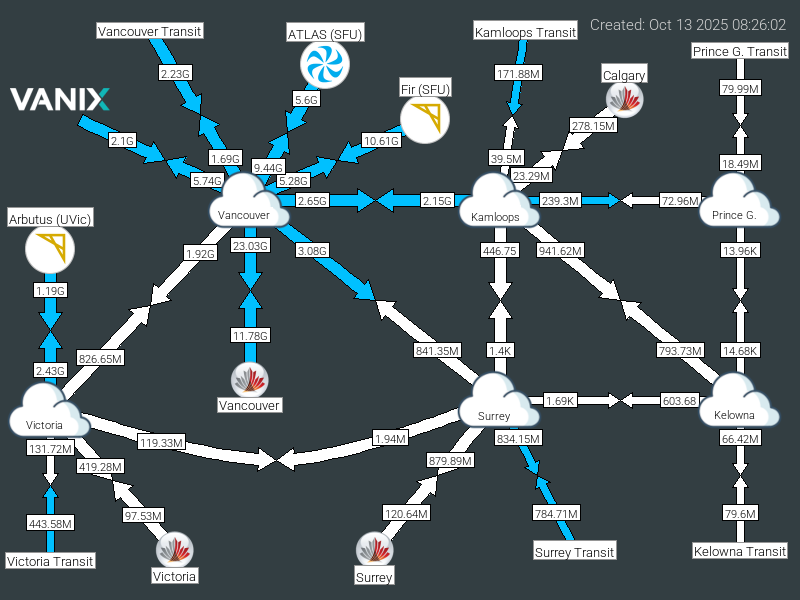 Created: Oct 13 2025 08:26:02
Vancouver Transit
ATLAS (SFU)
Kamloops Transit
Prince G. Transit
2.23G
171.88M
Calgary
79.99M
VANIX
5.6G
Fir (SFU)
278.15M
2.1G
10.61G
1.69G
39.5M
18.49M
9.44G
23.29M
5.74G
5.28G
2.65G
2.15G
239.3M
72.96M
Vancouver
Kamloops
Prince G.
Arbutus (UVic)
1.92G
23.03G
3.08G
446.75
941.62M
13.96K
1.19G
11.78G
826.65M
841.35M
1.4K
793.73M
14.68K
2.43G
Vancouver
1.69K
603.68
Victoria
Surrey
Kelowna
119.33M
1.94M
131.72M
834.15M
66.42M
419.28M
879.89M
443.58M
97.53M
120.64M
784.71M
79.6M
Victoria Transit
Victoria
Surrey
Surrey Transit
Kelowna Transit